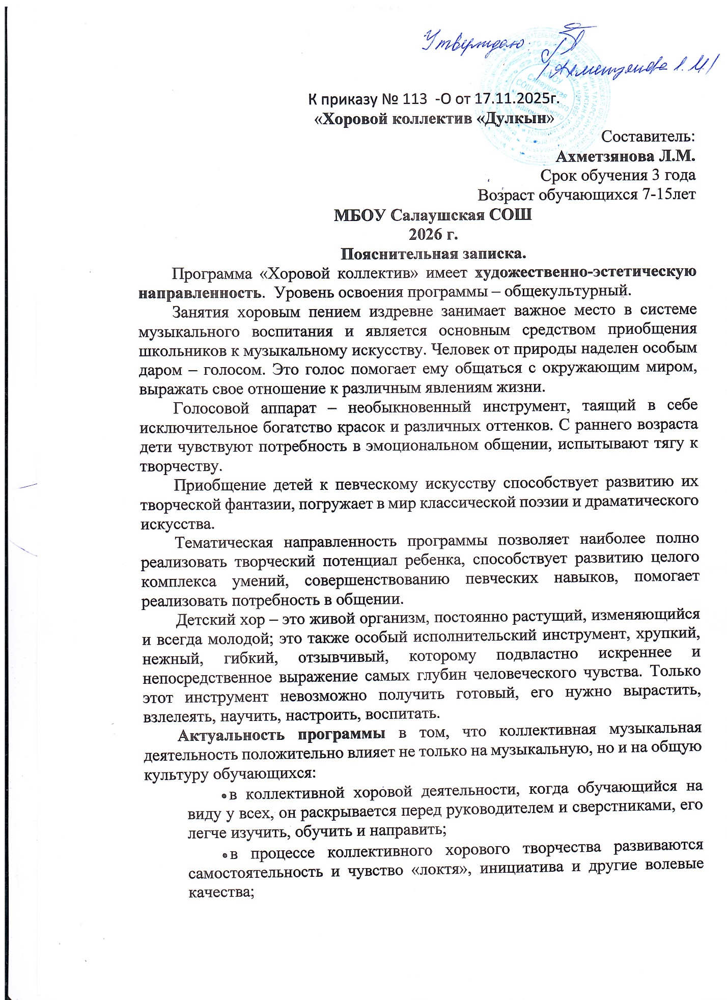 Утверждаю:
К приказу № 113 -О от 17.11.2025г.
«Хоровой коллектив «Дулкын»
Составитель:
Ахметзянова Л.М.
Срок обучения 3 года
Возраст обучающихся 7-15лет
МБОУ Салаушская СОШ
2026 г.
Пояснительная записка.
Программа «Хоровой коллектив» имеет художественно-эстетическую
направленность. Уровень освоения программы – общекультурный.
Занятия хоровым пением издревне занимает важное место в системе
музыкального воспитания и является основным средством приобщения
школьников к музыкальному искусству. Человек от природы наделен особым
даром – голосом. Это голос помогает ему общаться с окружающим миром,
выражать свое отношение к различным явлениям жизни.
Голосовой аппарат – необыкновенный инструмент, таящий в себе
исключительное богатство красок и различных оттенков. С раннего возраста
дети чувствуют потребность в эмоциональном общении, испытывают тягу к
творчеству.
Приобщение детей к певческому искусству способствует развитию их
творческой фантазии, погружает в мир классической поэзии и драматического
искусства.
Тематическая направленность программы позволяет наиболее полно
реализовать творческий потенциал ребенка, способствует развитию целого
комплекса умений, совершенствованию певческих навыков, помогает
реализовать потребность в общении.
Детский хор – это живой организм, постоянно растущий, изменяющийся
и всегда молодой; это также особый исполнительский инструмент, хрупкий,
нежный, гибкий, отзывчивый, которому подвластно искреннее и
непосредственное выражение самых глубин человеческого чувства. Только
этот инструмент невозможно получить готовый, его нужно вырастить,
взлелеять, научить, настроить, воспитать.
Актуальность программы в том, что коллективная музыкальная
деятельность положительно влияет не только на музыкальную, но и на общую
культуру обучающихся:
•в коллективной хоровой деятельности, когда обучающийся на
виду у всех, он раскрывается перед руководителем и сверстниками, его
легче изучить, обучить и направить;
•в процессе коллективного хорового творчества развиваются
самостоятельность и чувство «локтя», инициатива и другие волевые
качества;